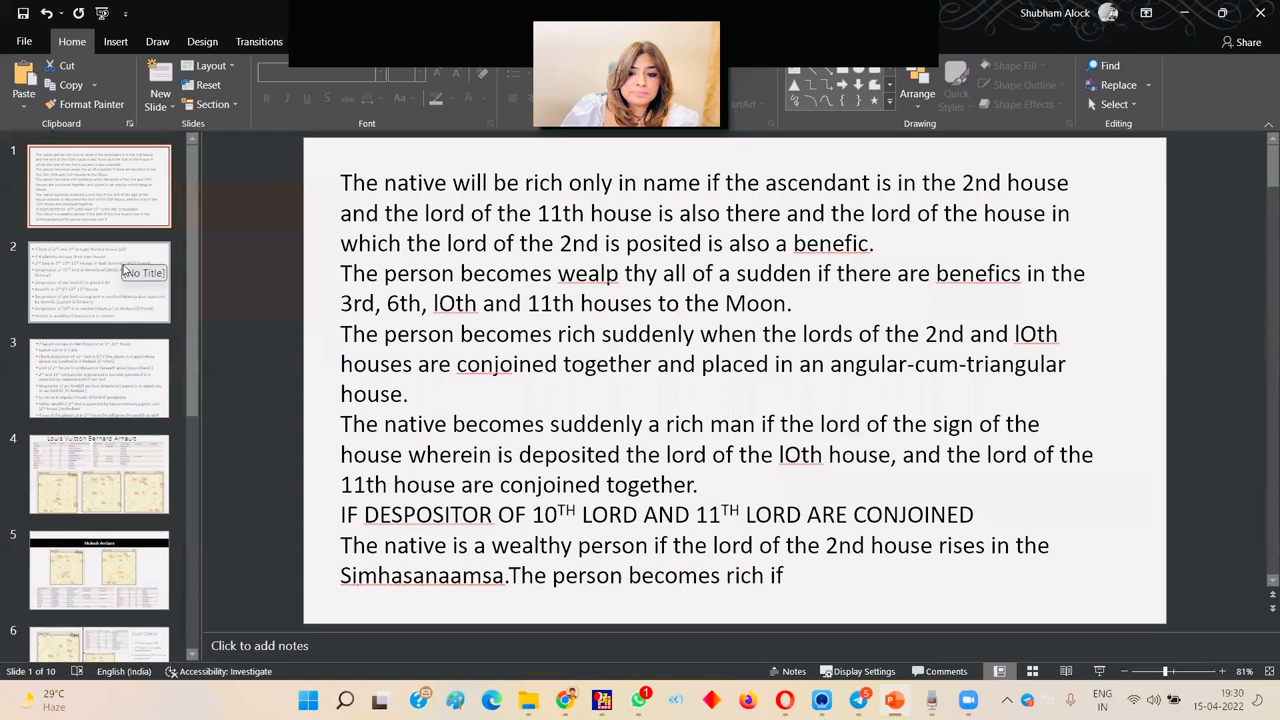 Shubham Alock
File
Home
Insert
Draw
Design
Transitions
Share
Paste
Cut
Copy
Format Painter
Clipboard
New
Slide
Layout
Reset
Section
Slides
Font
Arrange
Quick
Styles
Shape Fill
Shape Outline
Shape Effects
Drawing
Find
Replace
Select
Editing
1
2
[No Title]
3
4
Louis Vuitton Bernard Arnault
5
Mukesh Ambani
6
The native will be rich only in name if the ascendant is in the 2nd house
and the lord of the 11th house is also there and the lord of the house in
which the lord of the 2nd is posited is also a benefic.
The person becomes wealp thy all of a sudden if there are benefics in the
3rd, 6th, lOth and 11th houses to the Moon.
The person becomes rich suddenly when the lords of the 2nd and lOth
houses are conjoined together and placed in an angular-cum-triangular
house.
The native becomes suddenly a rich man if the lord of the sign of the
house wherein is deposited the lord of the lOth house, and the lord of the
11th house are conjoined together.
IF DESPOSITOR OF 10TH LORD AND 11TH LORD ARE CONJOINED
The native is a wealthy person if the lord of the 2nd house rises in the
Simhasanaamsa.The person becomes rich if
Click to add notes
Slide 1 of 10
English (India)
Accessibility: Investigate
Notes
Display Settings
Comments
81%
29°C
Haze
1
5
ENG
IN
19:30
15-04-2022